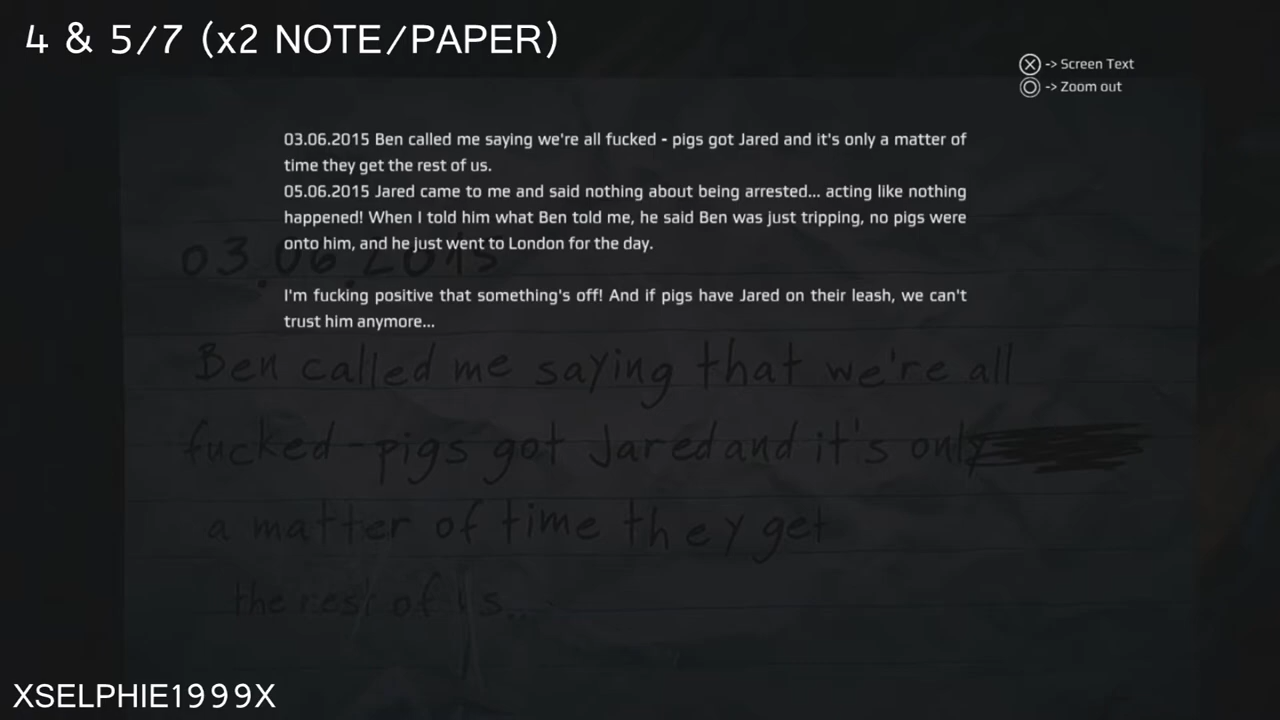 4 & 5/7 (x2 NOTE/PAPER)
-> Screen Text
-> Zoom out
03.06.2015 Ben called me saying we're all fucked - pigs got Jared and it's only a matter of
time they get the rest of us.
05.06.2015 Jared came to me and said nothing about being arrested... acting like nothing
happened! When I told him what Ben told me, he said Ben was just tripping, no pigs were
onto him, and he just went to London for the day.
I'm fucking positive that something's off! And if pigs have Jared on their leash, we can't
trust him anymore...
03.06.2015
Ben called me saying that we're all
fucked-pigs got Jared and it's only
a matter of time they get
the rest of us...
XSELPHIE1999X